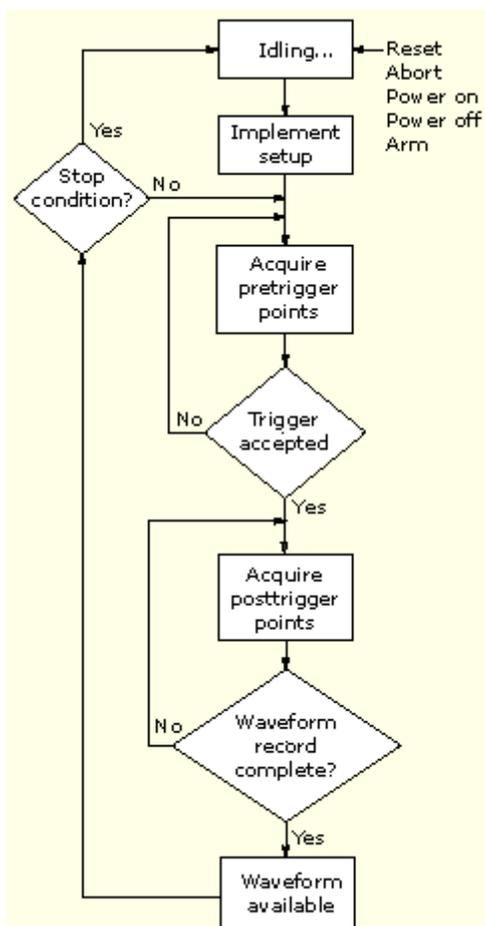 Idling...
Reset
Abort
Power on
Power off
Arm
Yes
Implement
setup
Stop
condition?
No
Acquire
pretrigger
points
No
Trigger
accepted
Yes
Acquire
posttrigger
points
No
Waveform
record
complete?
Yes
Waveform
available